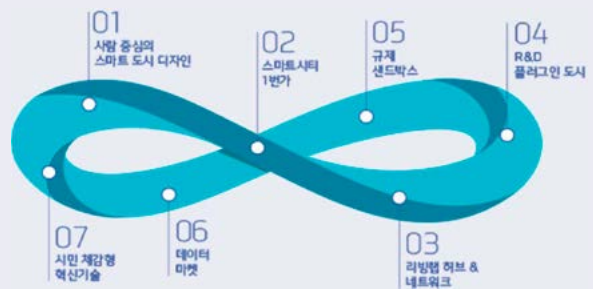 01
사람 중심의
스마트 도시 디자인
02
스마트시티
1번가
05
규제
샌드박스
04
R&D
플러그인 도시
07
시민 체감형
혁신기술
06
데이터
마켓
03
리빙랩 허브 &
네트워크